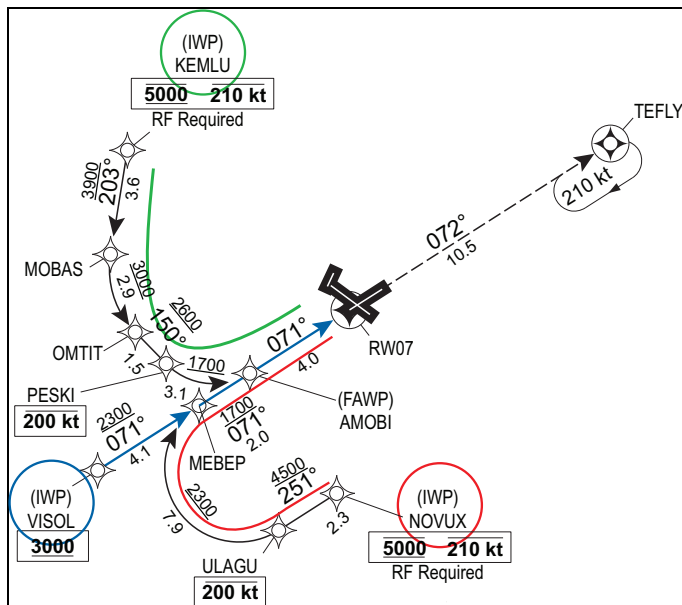 (IWP)
KEMLU
5000 210 kt
RF Required
TEFLY
210 kt
3900
203°
3.6
072°
10.5
MOBAS
3000
2.9
2600
150°
OMTIT
1.5
071°
RW07
4.0
1700
PESKI
200 kt
3.1
(FAWP)
AMOBI
2300
071°
4.1
1700
071°
2.0
MEBEP
(IWP)
VISOL
3000
4500
251°
2300
7.9
2.3
(IWP)
NOVUX
5000 210 kt
RF Required
ULAGU
200 kt